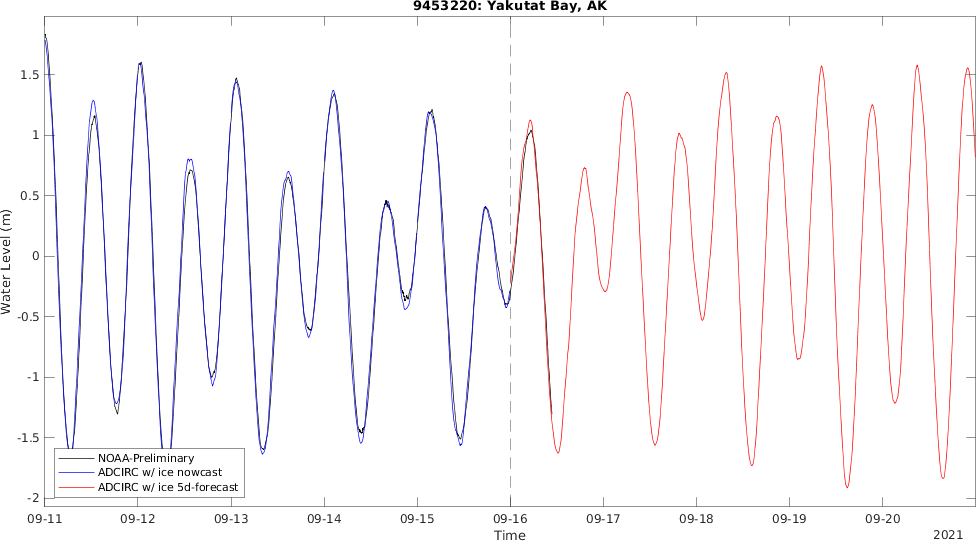 9453220: Yakutat Bay, AK
Water Level (m)
1.5
1
0.5
0
-0.5
-1
-1.5
-2
NOAA-Preliminary
ADCIRC w/ ice nowcast
ADCIRC w/ ice 5d-forecast
09-11 09-12 09-13 09-14 09-15 09-16 09-17 09-18 09-19 09-20
Time
2021